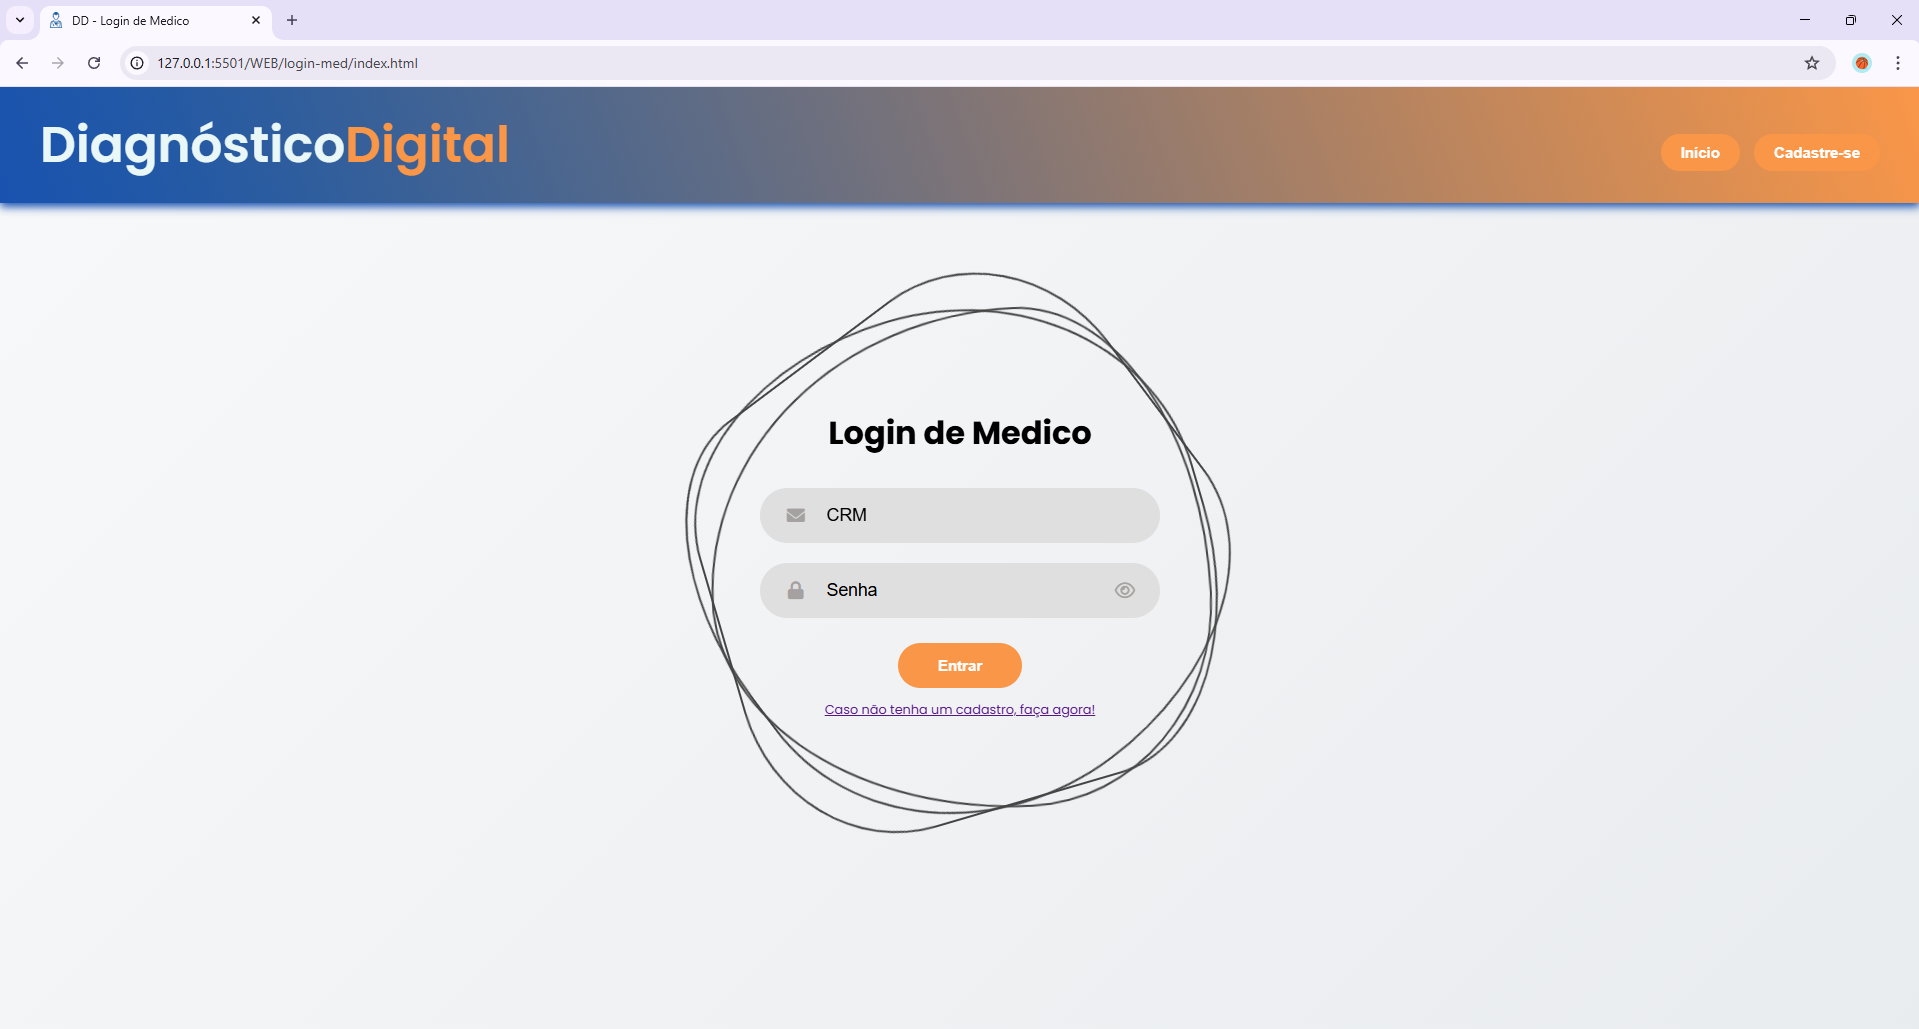 DD - Login de Medico
127.0.0.1:5501/WEB/login-med/index.html
DiagnósticoDigital
Início
Cadastre-se
Login de Medico
CRM
Senha
Entrar
Caso não tenha um cadastro, faça agora!